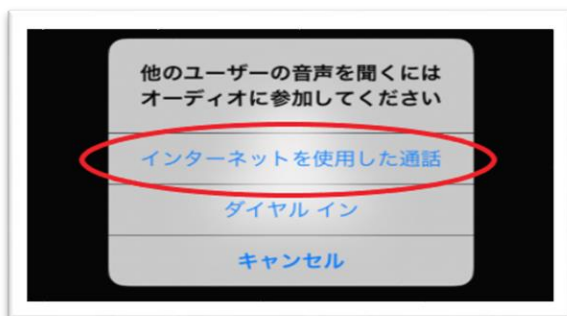 他のユーザーの音声を聞くには
オーディオに参加してください
インターネットを使用した通話
ダイヤル イン
キャンセル